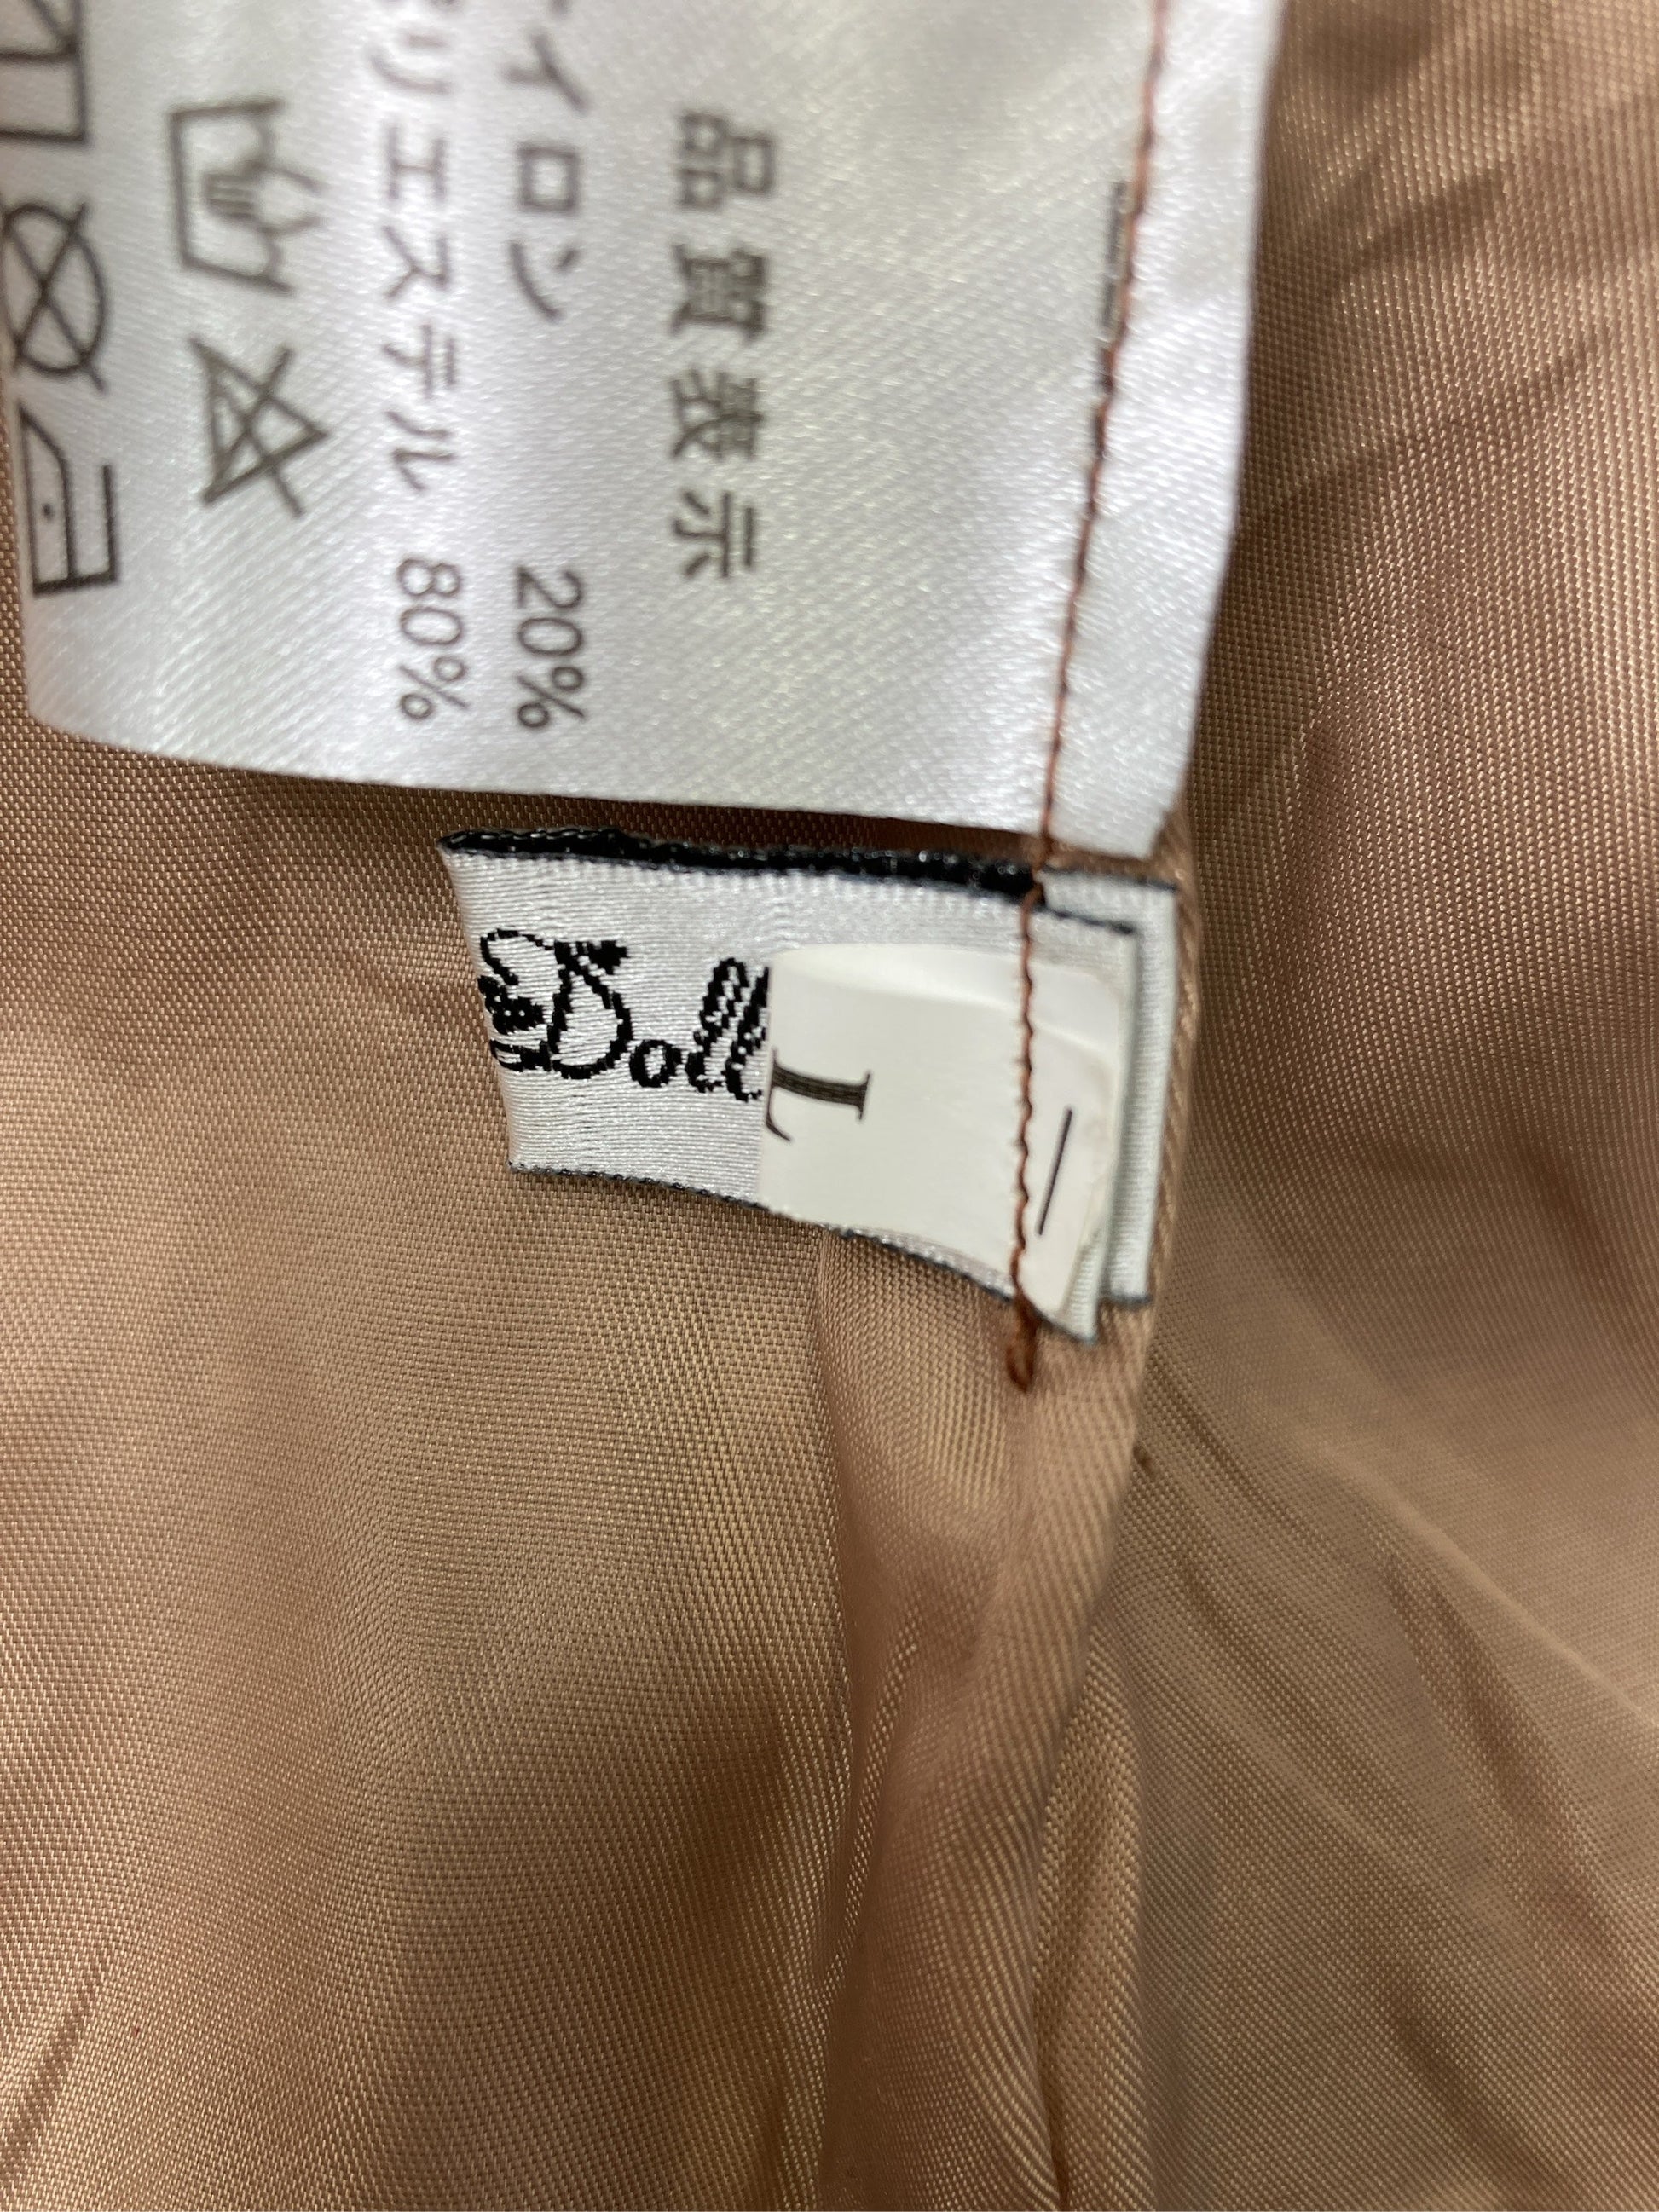 品質表示
ナイロン 20%
ポリエステル 80%
Doll
L